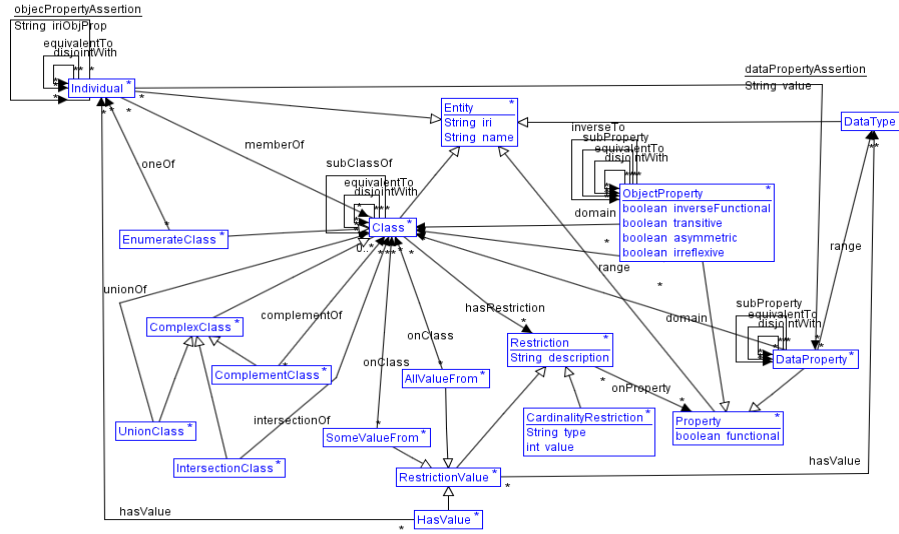 objecPropertyAssertion
String iriObjProp
equivalentTo
disjointWith
* * *
Individual *
dataPropertyAssertion
String value
Entity *
String iri
String name
DataType *
inverseTo
subProperty
equivalentTo
disjointWith
oneOf
memberOf
subClassOf
equivalentTo
disjointWith
ObjectProperty *
boolean inverseFunctional
boolean transitive
boolean asymmetric
boolean irreflexive
domain
Class *
EnumerateClass *
0..*
range
range
unionOf
complementOf
hasRestriction
domain
subProperty
equivalentTo
disjointWith
ComplexClass *
Restriction *
String description
DataProperty *
onClass
onClass
ComplementClass *
AllValueFrom *
onProperty
intersectionOf
CardinalityRestriction *
String type
int value
Property *
boolean functional
UnionClass *
SomeValueFrom *
IntersectionClass *
RestrictionValue *
hasValue
hasValue
HasValue *